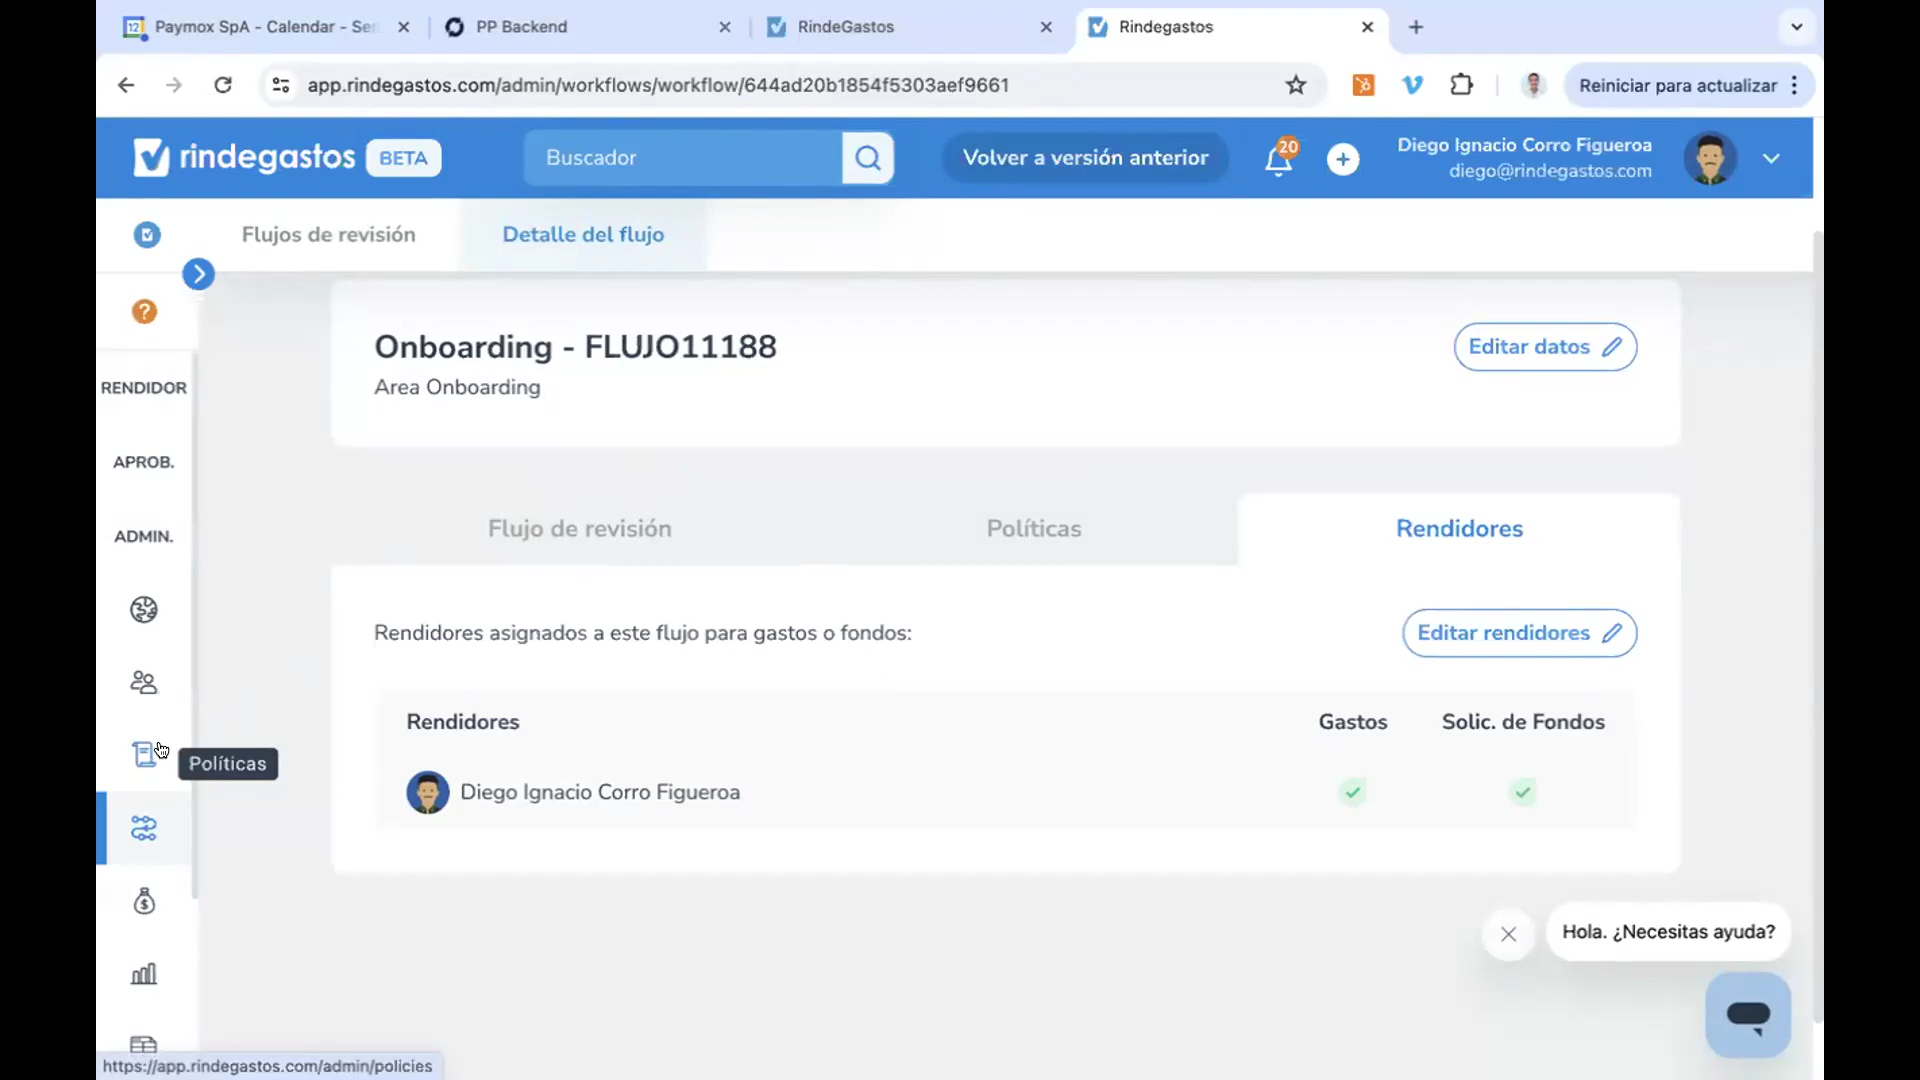 Paymox SpA - Calendar - Se
PP Backend
RindeGastos
Rindegastos
app.rindegastos.com/admin/workflows/workflow/644ad20b1854f5303aef9661
Reiniciar para actualizar
rindegastos
BETA
Buscador
Volver a versión anterior
20
Diego Ignacio Corro Figueroa
diego@rindegastos.com
Flujos de revisión
Detalle del flujo
RENDIDOR
APROB.
ADMIN.
Políticas
Onboarding - FLUJO11188
Area Onboarding
Editar datos
Flujo de revisión
Políticas
Rendidores
Rendidores asignados a este flujo para gastos o fondos:
Editar rendidores
Rendidores
Gastos
Solic. de Fondos
Diego Ignacio Corro Figueroa
Hola. ¿Necesitas ayuda?
https://app.rindegastos.com/admin/policies